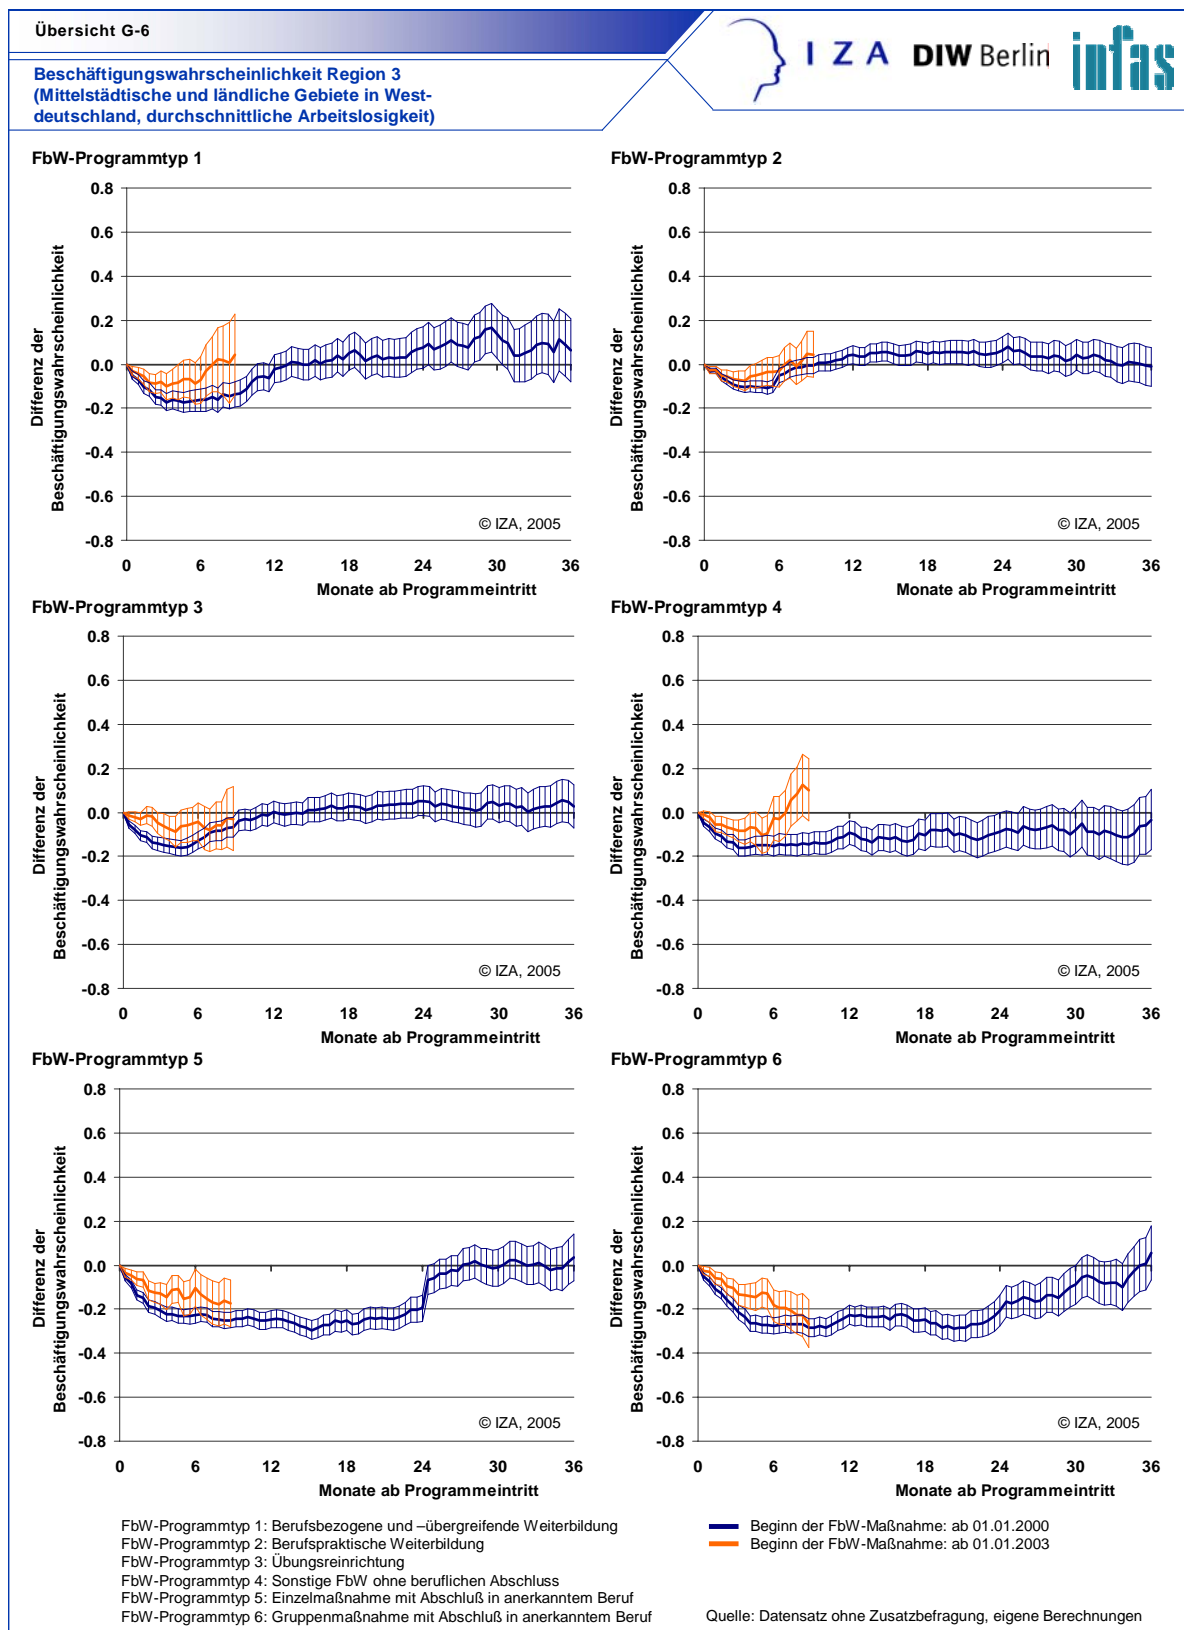 Übersicht G-6
IZA DIW Berlin infas
Beschäftigungswahrscheinlichkeit Region 3
(Mittelstädtische und ländliche Gebiete in West-
deutschland, durchschnittliche Arbeitslosigkeit)
FbW-Programmtyp 1
Differenz der
Beschäftigungswahrscheinlichkeit
0.8
0.6
0.4
0.2
0.0
-0.2
-0.4
-0.6
-0.8
© IZA, 2005
0 6 12 18 24 30 36
Monate ab Programmeintritt
FbW-Programmtyp 2
Differenz der
Beschäftigungswahrscheinlichkeit
0.8
0.6
0.4
0.2
0.0
-0.2
-0.4
-0.6
-0.8
© IZA, 2005
0 6 12 18 24 30 36
Monate ab Programmeintritt
FbW-Programmtyp 3
Differenz der
Beschäftigungswahrscheinlichkeit
0.8
0.6
0.4
0.2
0.0
-0.2
-0.4
-0.6
-0.8
© IZA, 2005
0 6 12 18 24 30 36
Monate ab Programmeintritt
FbW-Programmtyp 4
Differenz der
Beschäftigungswahrscheinlichkeit
0.8
0.6
0.4
0.2
0.0
-0.2
-0.4
-0.6
-0.8
© IZA, 2005
0 6 12 18 24 30 36
Monate ab Programmeintritt
FbW-Programmtyp 5
Differenz der
Beschäftigungswahrscheinlichkeit
0.8
0.6
0.4
0.2
0.0
-0.2
-0.4
-0.6
-0.8
© IZA, 2005
0 6 12 18 24 30 36
Monate ab Programmeintritt
FbW-Programmtyp 6
Differenz der
Beschäftigungswahrscheinlichkeit
0.8
0.6
0.4
0.2
0.0
-0.2
-0.4
-0.6
-0.8
© IZA, 2005
0 6 12 18 24 30 36
Monate ab Programmeintritt
FbW-Programmtyp 1: Berufsbezogene und –übergreifende Weiterbildung
FbW-Programmtyp 2: Berufspraktische Weiterbildung
FbW-Programmtyp 3: Übungsreinrichtung
FbW-Programmtyp 4: Sonstige FbW ohne beruflichen Abschluss
FbW-Programmtyp 5: Einzelmaßnahme mit Abschluß in anerkanntem Beruf
FbW-Programmtyp 6: Gruppenmaßnahme mit Abschluß in anerkanntem Beruf
Beginn der FbW-Maßnahme: ab 01.01.2000
Beginn der FbW-Maßnahme: ab 01.01.2003
Quelle: Datensatz ohne Zusatzbefragung, eigene Berechnungen